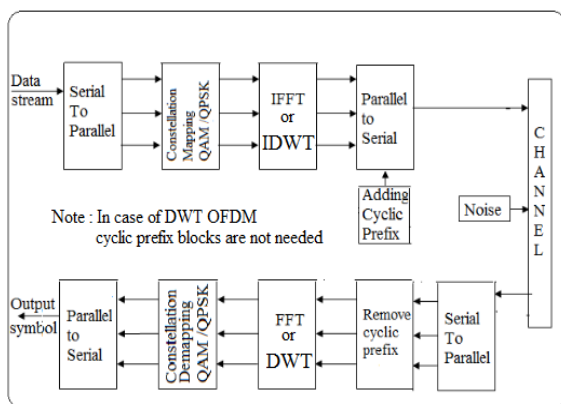 Data
stream
Serial
To
Parallel
Constellation
Mapping
QAM /QPSK
IFFT
or
IDWT
Parallel
to
Serial
Adding
Cyclic
Prefix
Noise
CHANNEL
Note : In case of DWT OFDM
cyclic prefix blocks are not needed
Output
symbol
Parallel
to
Serial
Constellation
Demapping
QAM /QPSK
FFT
or
DWT
Remove
cyclic
prefix
Serial
To
Parallel